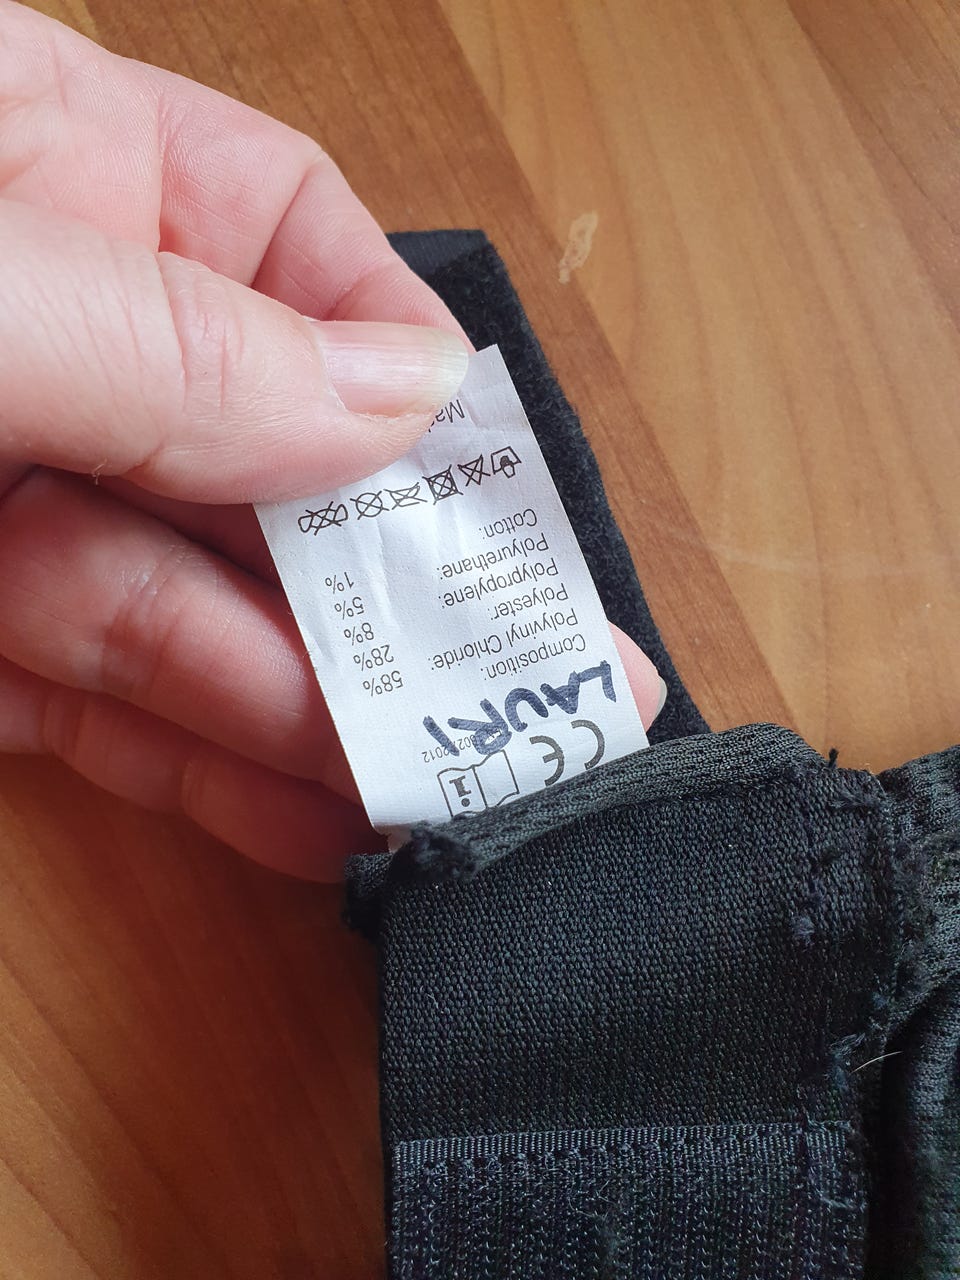 CE
LAURI
Composition:
Polyvinyl Chloride: 58%
Polyester: 28%
Polypropylene: 8%
Polyurethane: 5%
Cotton: 1%